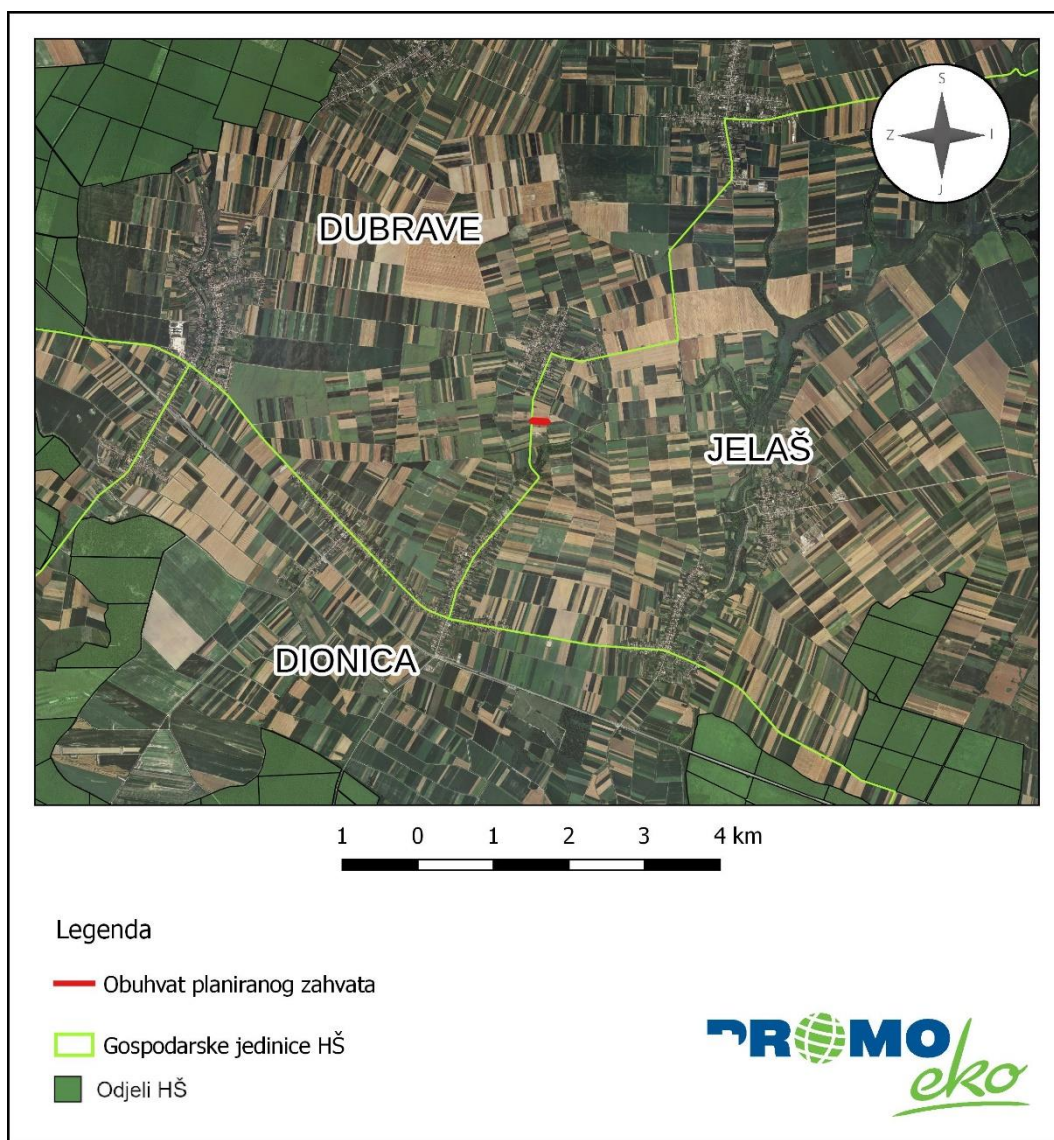 S
Z
I
J
DUBRAVE
JELAŠ
DIONICA
1 0 1 2 3 4 km
Legenda
Obuhvat planiranog zahvata
Gospodarske jedinice HŠ
Odjeli HŠ
PROMO
eko